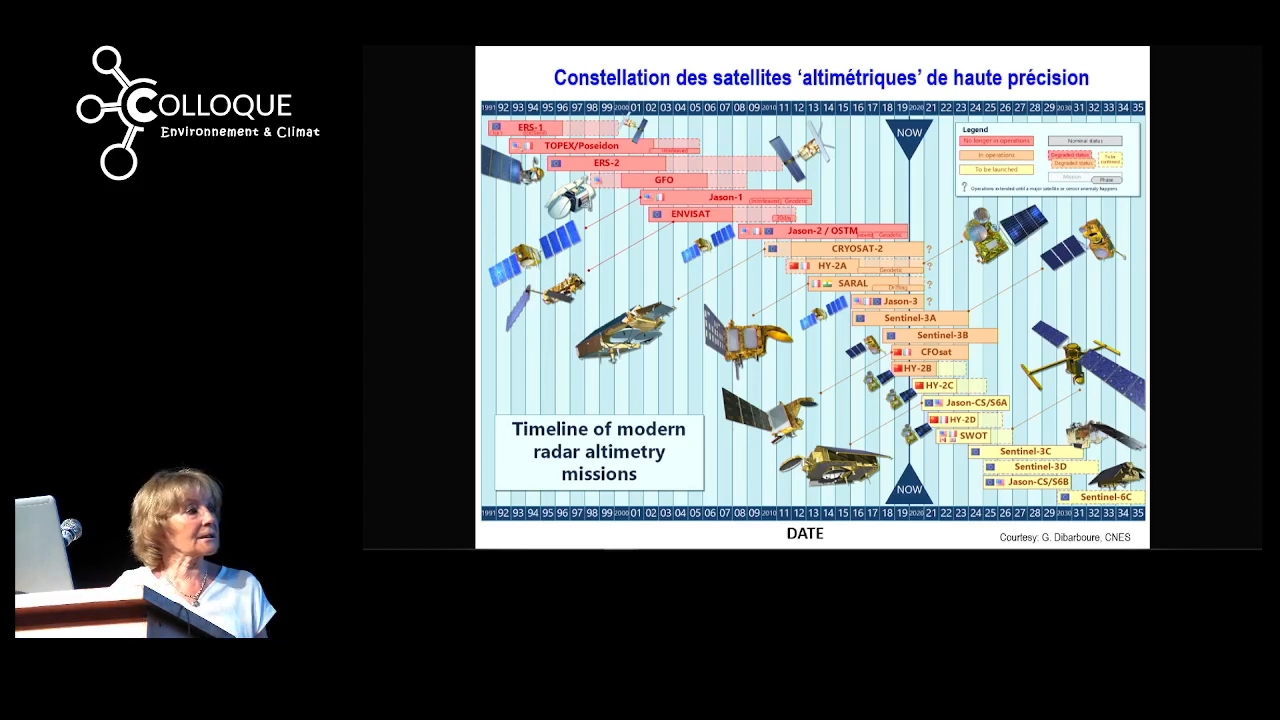 COLLOQUE
Environnement & Climat
Constellation des satellites ‘altimétriques’ de haute précision
1991 92 93 94 95 96 97 98 99 2000 01 02 03 04 05 06 07 08 09 2010 11 12 13 14 15 16 17 18 19 2020 21 22 23 24 25 26 27 28 29 2030 31 32 33 34 35
NOW
Legend
No longer in operations
Nominal status
In operations
Degraded status
Degraded status
To be confirmed
To be launched
Mission
Phase
? Operations extended until a major satellite or sensor anomaly happens
ERS-1
TOPEX/Poseidon
Interleaved
ERS-2
GFO
Jason-1
Interleaved
Geodetic
ENVISAT
Jason-2 / OSTM
Geodetic
CRYOSAT-2 ?
HY-2A
Geodetic
?
SARAL
Drifting
?
Jason-3 ?
Sentinel-3A
Sentinel-3B
CFOsat
HY-2B
HY-2C
Jason-CS/S6A
HY-2D
SWOT
Sentinel-3C
Sentinel-3D
Jason-CS/S6B
Sentinel-6C
Timeline of modern
radar altimetry
missions
NOW
1991 92 93 94 95 96 97 98 99 2000 01 02 03 04 05 06 07 08 09 2010 11 12 13 14 15 16 17 18 19 2020 21 22 23 24 25 26 27 28 29 2030 31 32 33 34 35
DATE
Courtesy: G. Dibarboure, CNES